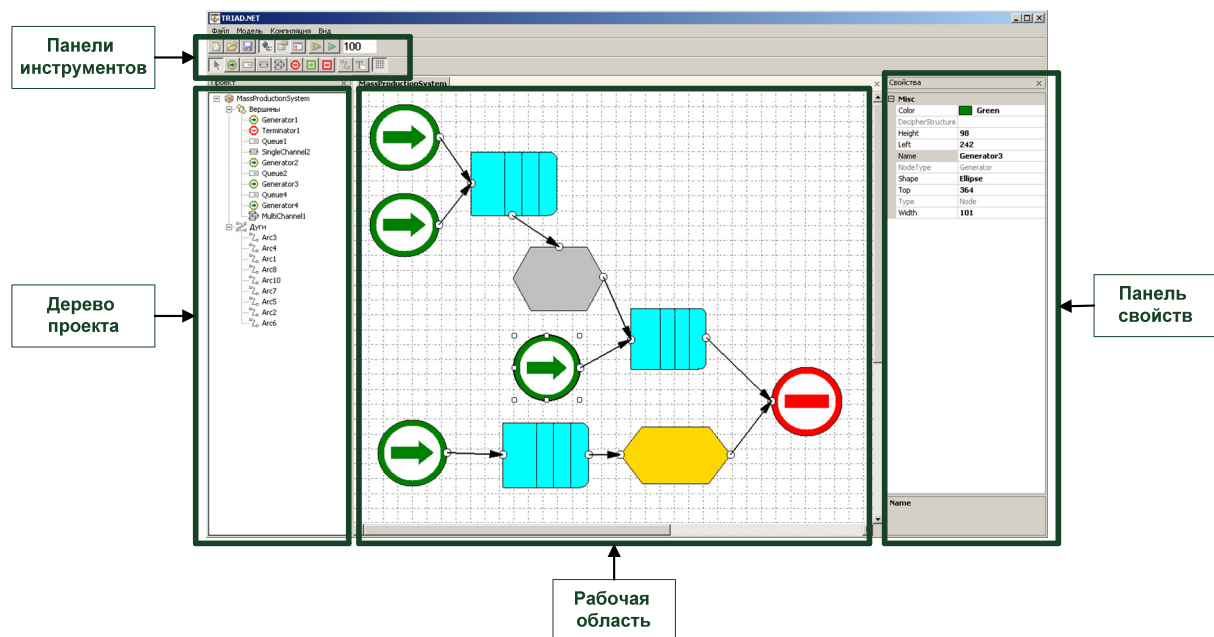 TRIAD.NET
Файл Модель Компиляция Вид
100
Панели
инструментов
Проект
MassProductionSystem
Вершины
Generator1
Terminator1
Queue1
SingleChannel2
Generator2
Queue2
Generator3
Queue4
Generator4
MultiChannel1
Дуги
Arc3
Arc4
Arc1
Arc8
Arc10
Arc7
Arc5
Arc2
Arc6
Дерево
проекта
MassProductionSystem
Свойства
Misc
Color Green
DecipherStructure
Height 98
Left 242
Name Generator3
NodeType Generator
Shape Ellipse
Top 364
Type Node
Width 101
Name
Панель
свойств
Рабочая
область